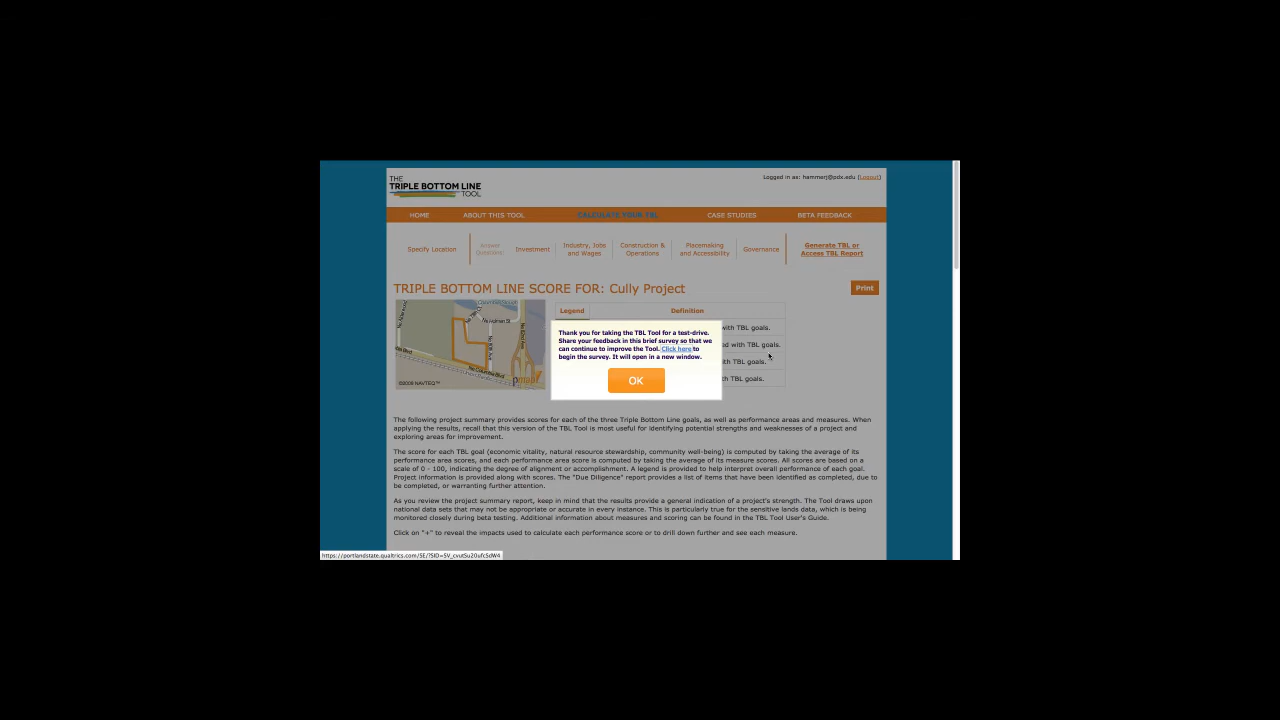 THE
TRIPLE BOTTOM LINE
TOOL
Logged in as: hammerj@pdx.edu (Logout)
HOME ABOUT THIS TOOL CALCULATE YOUR TBL CASE STUDIES BETA FEEDBACK
Specify Location Answer Questions: Investment Industry, Jobs and Wages Construction & Operations Placemaking and Accessibility Governance Generate TBL or Access TBL Report
TRIPLE BOTTOM LINE SCORE FOR: Cully Project
Print
Legend Definition
with TBL goals.
ed with TBL goals.
with TBL goals.
th TBL goals.
©2009 NAVTEQ™
Thank you for taking the TBL Tool for a test-drive.
Share your feedback in this brief survey so that we
can continue to improve the Tool. Click here to
begin the survey. It will open in a new window.
OK
The following project summary provides scores for each of the three Triple Bottom Line goals, as well as performance areas and measures. When
applying the results, recall that this version of the TBL Tool is most useful for identifying potential strengths and weaknesses of a project and
exploring areas for improvement.
The score for each TBL goal (economic vitality, natural resource stewardship, community well-being) is computed by taking the average of its
performance area scores, and each performance area score is computed by taking the average of its measure scores. All scores are based on a
scale of 0 - 100, indicating the degree of alignment or accomplishment. A legend is provided to help interpret overall performance of each goal.
Project information is provided along with scores. The "Due Diligence" report provides a list of items that have been identified as completed, due to
be completed, or warranting further attention.
As you review the project summary report, keep in mind that the results provide a general indication of a project's strength. The Tool draws upon
national data sets that may not be appropriate or accurate in every instance. This is particularly true for the sensitive lands data, which is being
monitored closely during beta testing. Additional information about measures and scoring can be found in the TBL Tool User's Guide.
Click on "+" to reveal the impacts used to calculate each performance score or to drill down further and see each measure.